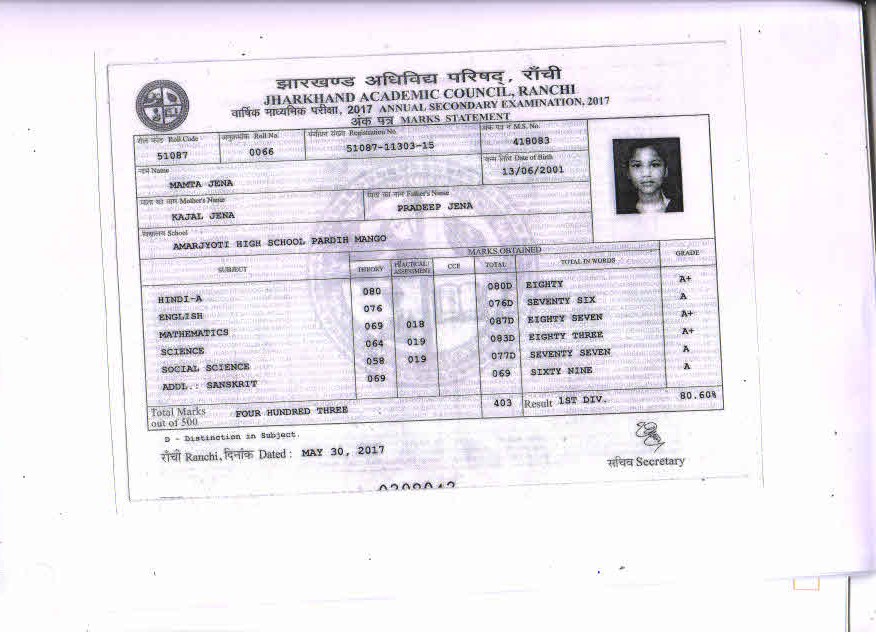 झारखण्ड अधिविद्य परिषद्, राँची
JHARKHAND ACADEMIC COUNCIL, RANCHI
वार्षिक माध्यमिक परीक्षा, 2017 ANNUAL SECONDARY EXAMINATION, 2017
अंक पत्र MARKS STATEMENT
Roll Code Roll No. Registration No. M.S. No.
51087 0066 51087-11303-15 418083
नाम Name Date of Birth
MAMTA JENA 13/06/2001
माता का नाम Mother's Name पिता का नाम Father's Name
KAJAL JENA PRADEEP JENA
विद्यालय School
AMARJYOTI HIGH SCHOOL PARDIH MANGO
SUBJECT MARKS OBTAINED GRADE
THEORY PRACTICAL/ASSESSMENT CCE TOTAL TOTAL IN WORDS
HINDI-A 080 080D EIGHTY A+
ENGLISH 076 076D SEVENTY SIX A
MATHEMATICS 069 018 087D EIGHTY SEVEN A+
SCIENCE 064 019 083D EIGHTY THREE A+
SOCIAL SCIENCE 058 019 077D SEVENTY SEVEN A
ADDL.: SANSKRIT 069 069 SIXTY NINE A
Total Marks out of 500 FOUR HUNDRED THREE 403 Result 1ST DIV. 80.60%
D - Distinction in Subject.
राँची Ranchi, दिनांक Dated : MAY 30, 2017
सचिव Secretary